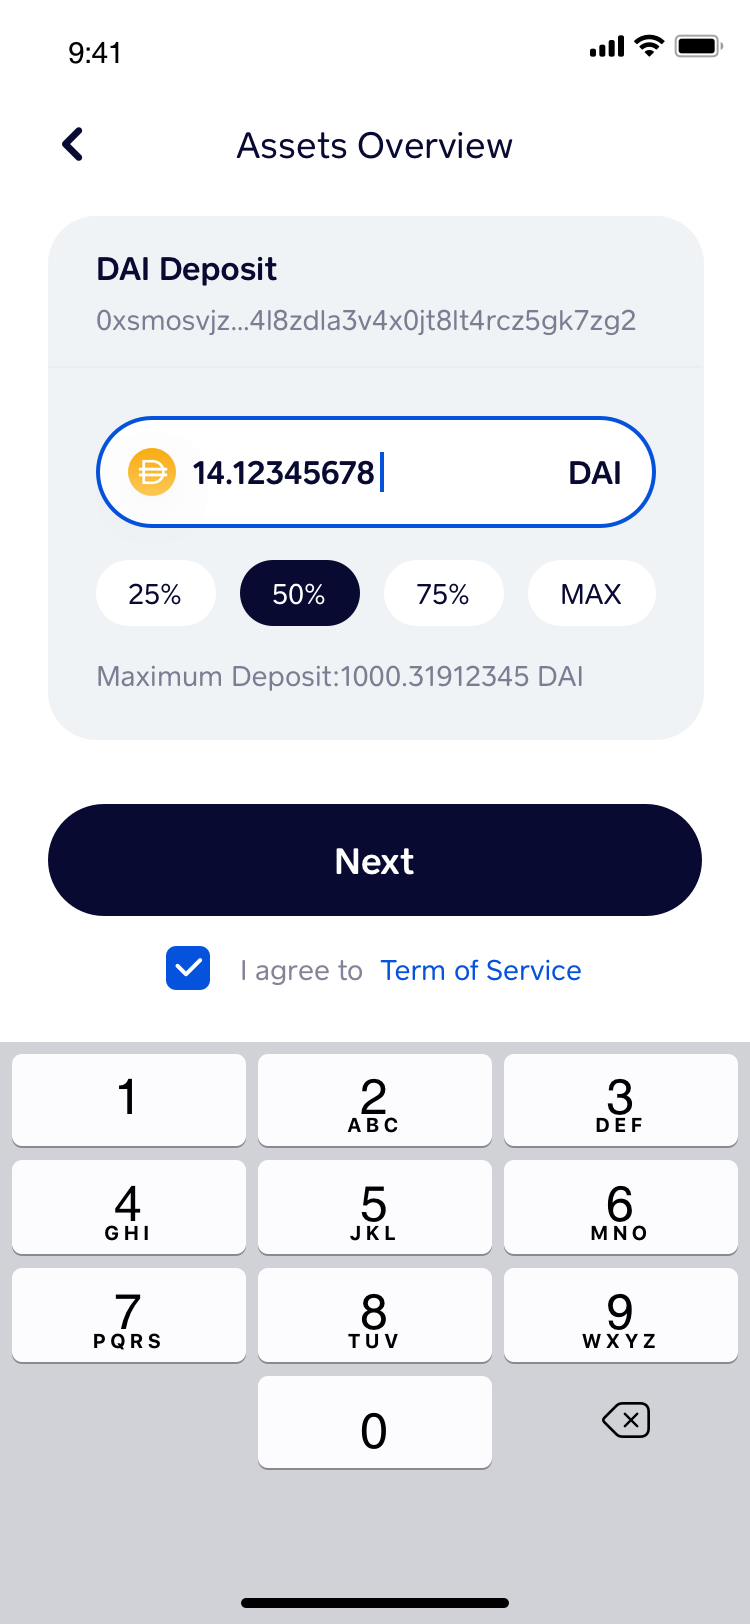 9:41
Assets Overview
DAI Deposit
0xsmosvjz...4l8zdla3v4x0jt8lt4rcz5gk7zg2
14.12345678 DAI
25% 50% 75% MAX
Maximum Deposit:1000.31912345 DAI
Next
I agree to Term of Service
1 2 3
ABC DEF
4 5 6
GHI JKL MNO
7 8 9
PQRS TUV WXYZ
0